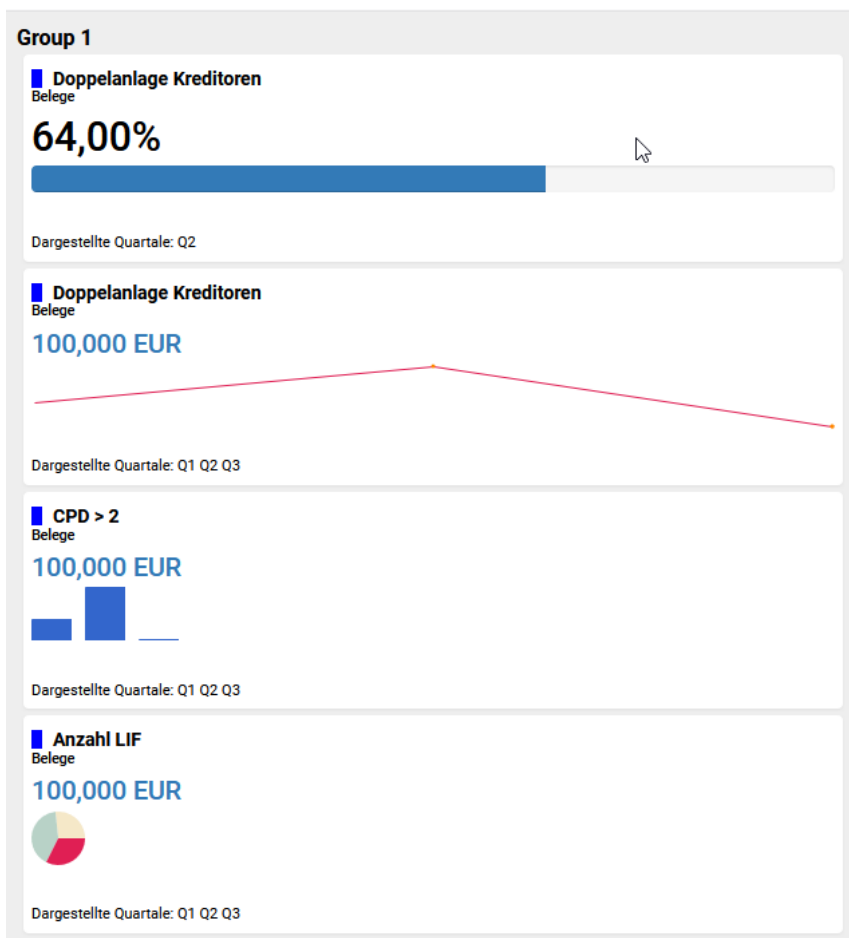 Group 1
Doppelanlage Kreditoren
Belege
64,00%
Dargestellte Quartale: Q2
Doppelanlage Kreditoren
Belege
100,000 EUR
Dargestellte Quartale: Q1 Q2 Q3
CPD > 2
Belege
100,000 EUR
Dargestellte Quartale: Q1 Q2 Q3
Anzahl LIF
Belege
100,000 EUR
Dargestellte Quartale: Q1 Q2 Q3